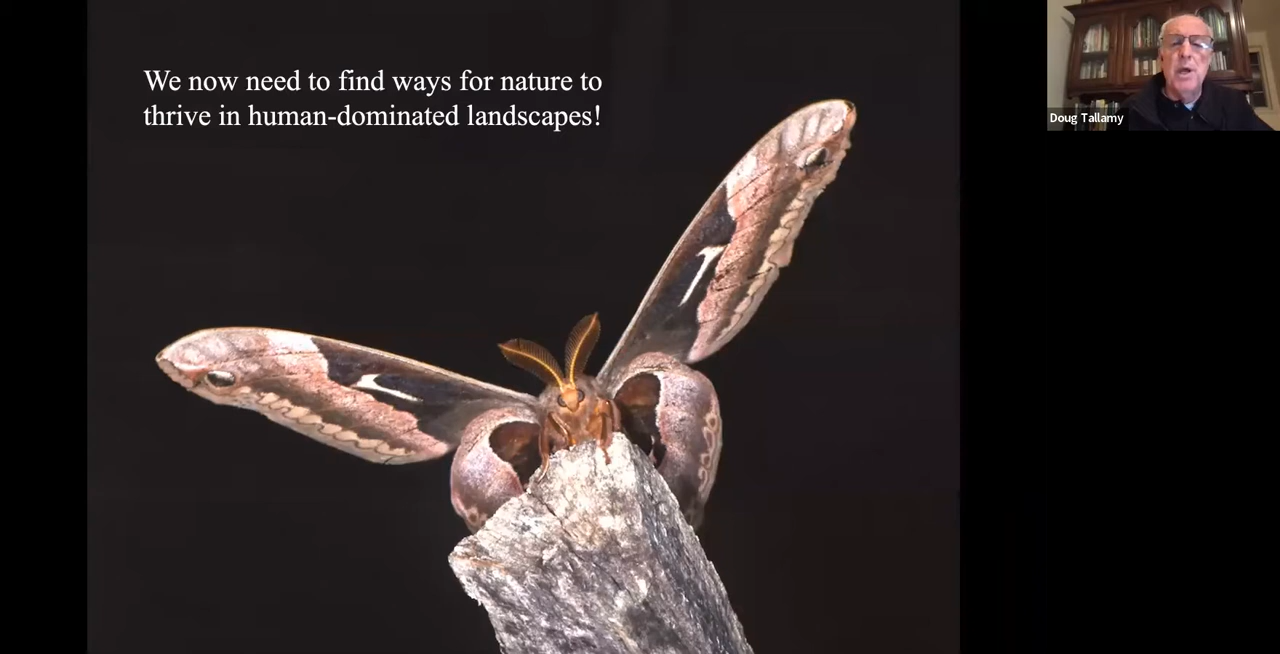 We now need to find ways for nature to
thrive in human-dominated landscapes!
Doug Tallamy